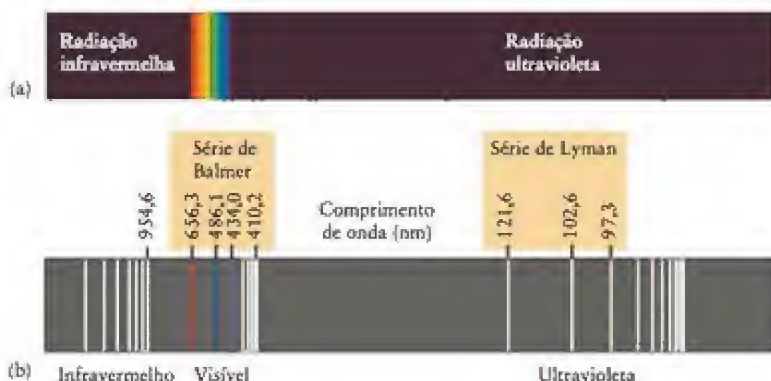 Radiação
infravermelha
Radiação
ultravioleta
(a)
Série de
Balmer
Série de Lyman
954,6
656,3
486,1
434,0
410,2
Comprimento
de onda (nm)
121,6
102,6
97,3
(b)
Infravermelho
Visível
Ultravioleta